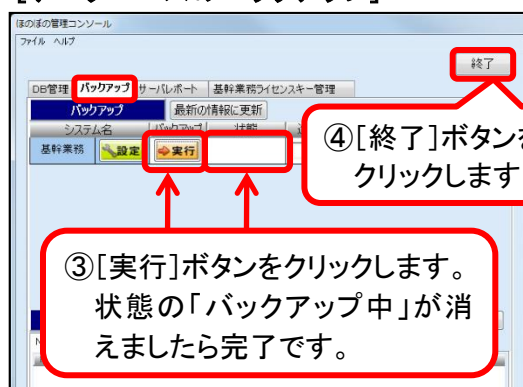 ほのぼの管理コンソール
ファイル ヘルプ
終了
DB管理 バックアップ サーバレポート 基幹業務ライセンスキー管理
バックアップ 最新の情報に更新
システム名 バックアップ 状態
基幹業務 設定 実行
④[終了]ボタンを
クリックします
③[実行]ボタンをクリックします。
状態の「バックアップ中」が消
えましたら完了です。